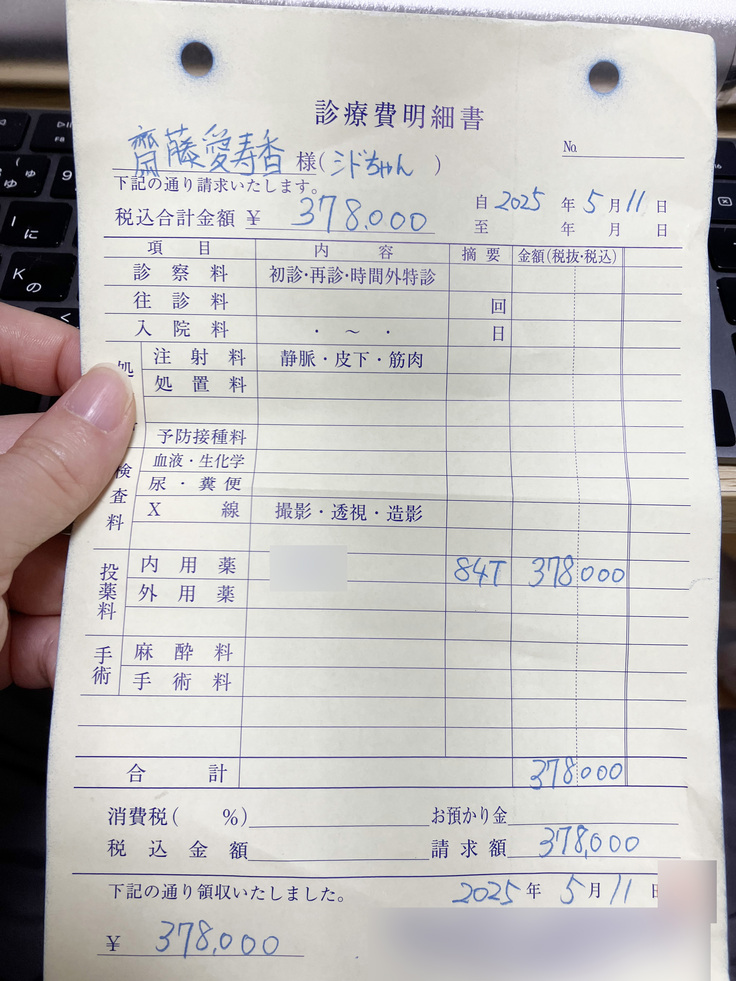 診療費明細書
No.
齋藤愛寿香 様(シドちゃん)
下記の通り請求いたします。
自 2025 年 5 月 11 日
税込合計金額 ¥ 378,000
至 年 月 日
項 目 内 容 摘 要 金額(税抜・税込)
診 察 料 初診・再診・時間外特診
往 診 料 回
入 院 料 ・ ~ ・ 日
処
注 射 料 静脈・皮下・筋肉
処 置 料
予防接種料
検査料
血液・生化学
尿・糞便
X 線 撮影・透視・造影
投薬料
内 用 薬 84T 378000
外 用 薬
手術
麻 酔 料
手 術 料
合 計 378000
消費税( %) お預かり金
税 込 金 額 請 求 額 378,000
下記の通り領収いたしました。 2025 年 5 月 11 日
¥ 378,000